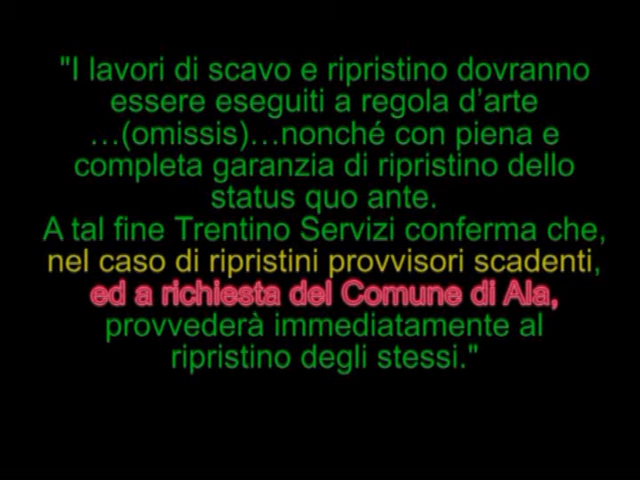 "I lavori di scavo e ripristino dovranno
essere eseguiti a regola d’arte
…(omissis)…nonché con piena e
completa garanzia di ripristino dello
status quo ante.
A tal fine Trentino Servizi conferma che,
nel caso di ripristini provvisori scadenti,
ed a richiesta del Comune di Ala,
provvederà immediatamente al
ripristino degli stessi."